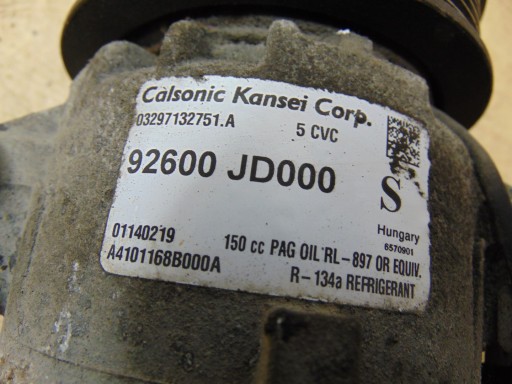 Calsonic Kansei Corp.
03297132751.A 5 CVC
92600 JD000
S
Hungary
6570901
01140219
150 cc PAG OIL RL-897 OR EQUIV.
A4101168B000A
R-134a REFRIGERANT